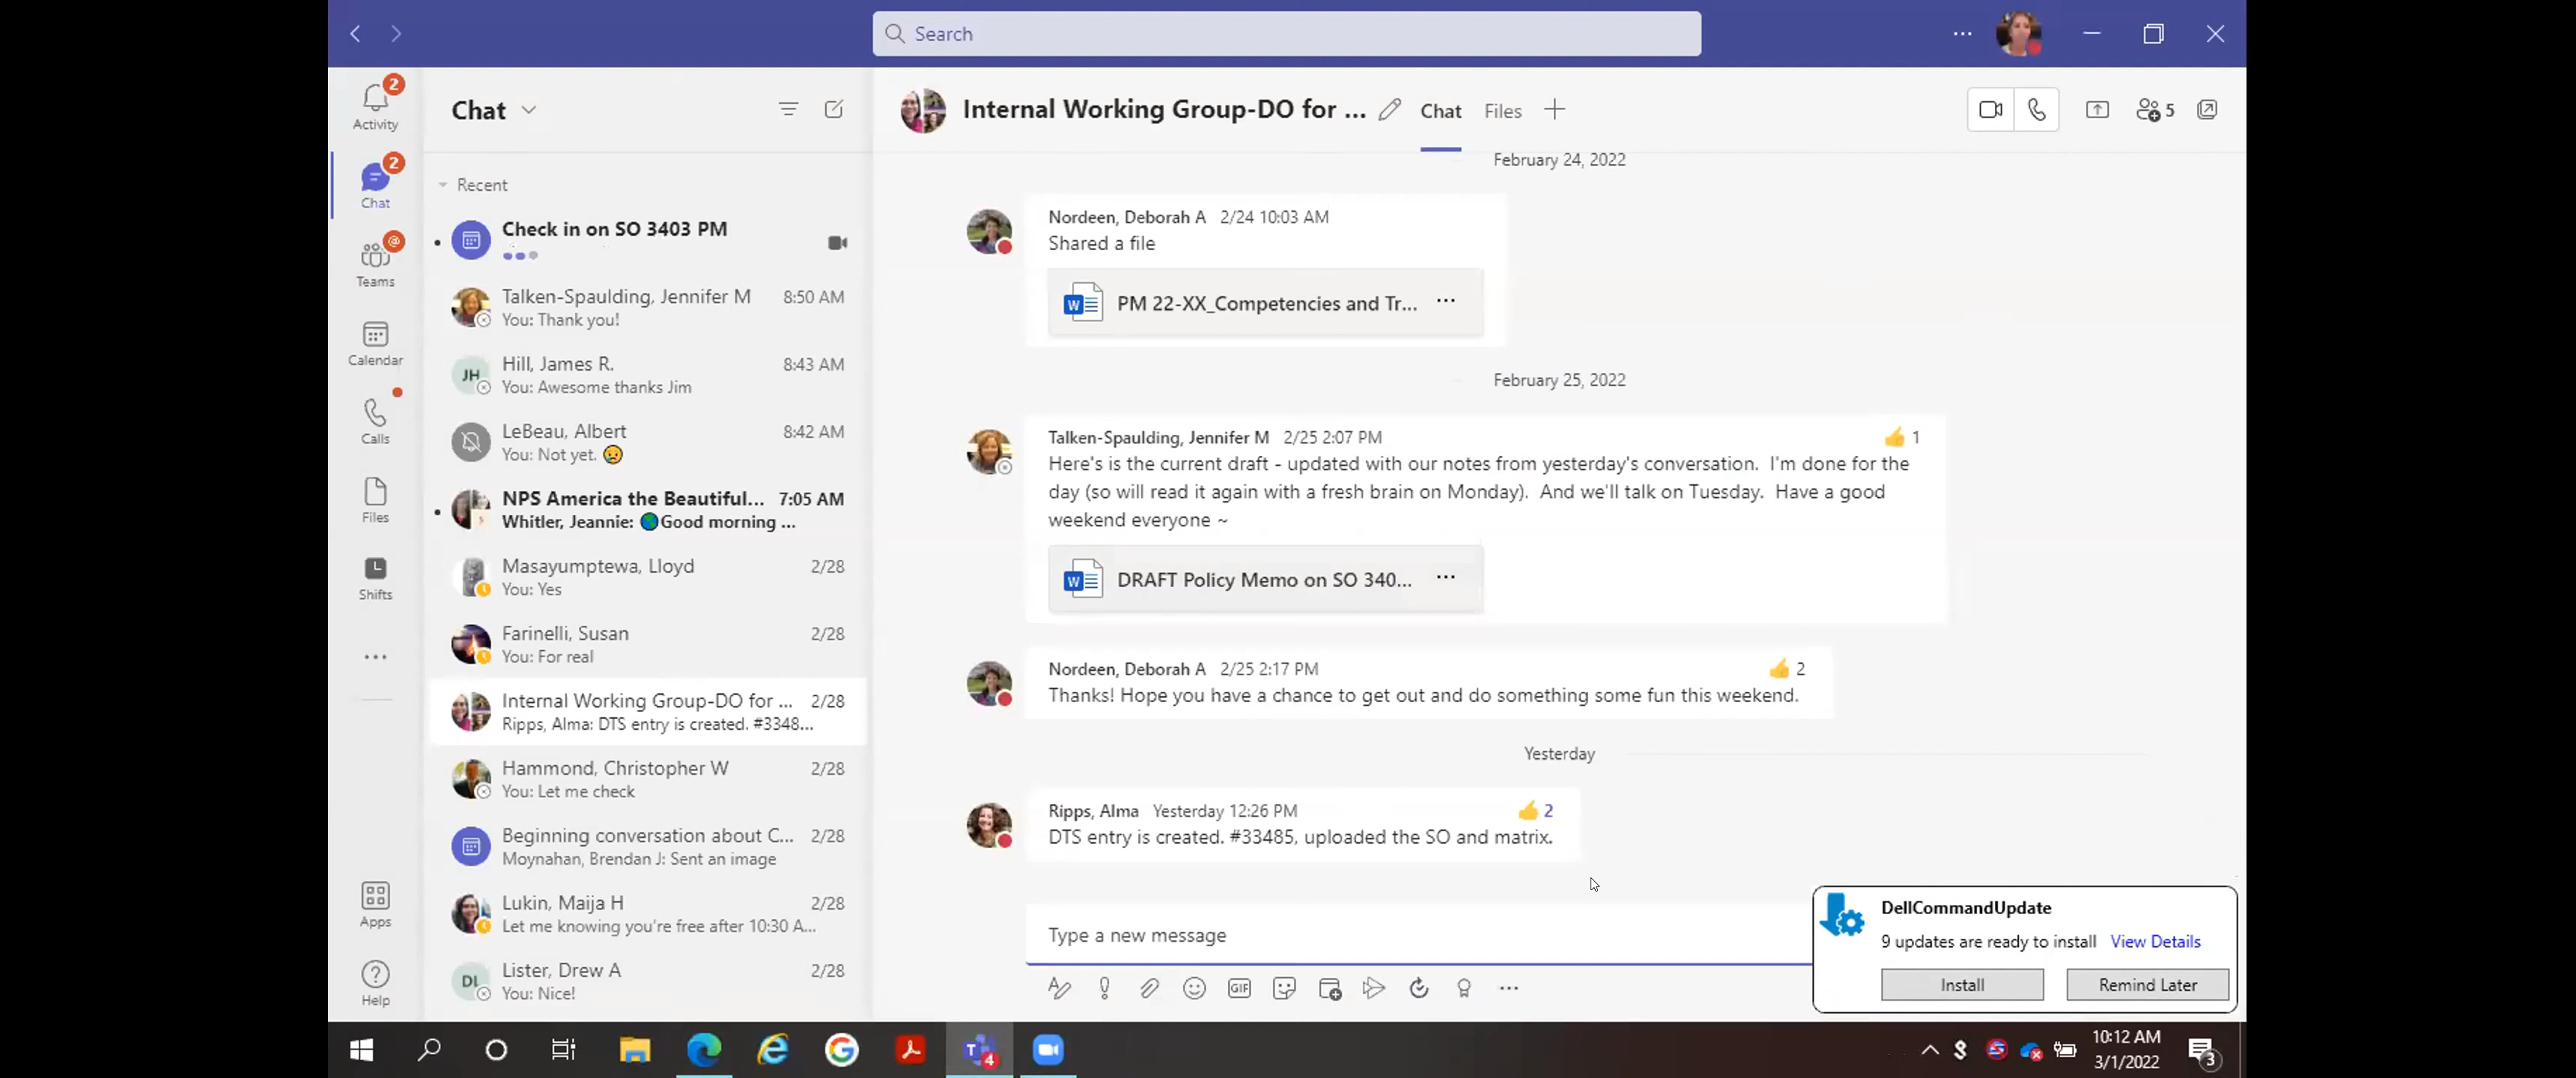 Search
2
Activity
2
Chat
@
Teams
Calendar
Calls
Files
Shifts
Apps
Help
Chat
Recent
Check in on SO 3403 PM
Talken-Spaulding, Jennifer M 8:50 AM
You: Thank you!
JH
Hill, James R. 8:43 AM
You: Awesome thanks Jim
LeBeau, Albert 8:42 AM
You: Not yet. 😥
NPS America the Beautiful... 7:05 AM
Whitler, Jeannie: 🌎Good morning ...
Masayumptewa, Lloyd 2/28
You: Yes
Farinelli, Susan 2/28
You: For real
Internal Working Group-DO for ... 2/28
Ripps, Alma: DTS entry is created. #3348...
Hammond, Christopher W 2/28
You: Let me check
Beginning conversation about C... 2/28
Moynahan, Brendan J: Sent an image
Lukin, Maija H 2/28
Let me knowing you're free after 10:30 A...
DL
Lister, Drew A 2/28
You: Nice!
Internal Working Group-DO for ... Chat Files 5
February 24, 2022
Nordeen, Deborah A 2/24 10:03 AM
Shared a file
W PM 22-XX_Competencies and Tr... ...
February 25, 2022
Talken-Spaulding, Jennifer M 2/25 2:07 PM 👍 1
Here's is the current draft - updated with our notes from yesterday's conversation. I'm done for the
day (so will read it again with a fresh brain on Monday). And we'll talk on Tuesday. Have a good
weekend everyone ~
W DRAFT Policy Memo on SO 340... ...
Nordeen, Deborah A 2/25 2:17 PM 👍 2
Thanks! Hope you have a chance to get out and do something some fun this weekend.
Yesterday
Ripps, Alma Yesterday 12:26 PM 👍 2
DTS entry is created. #33485, uploaded the SO and matrix.
Type a new message
GIF
DellCommandUpdate
9 updates are ready to install View Details
Install Remind Later
T 4
10:12 AM
3/1/2022
3